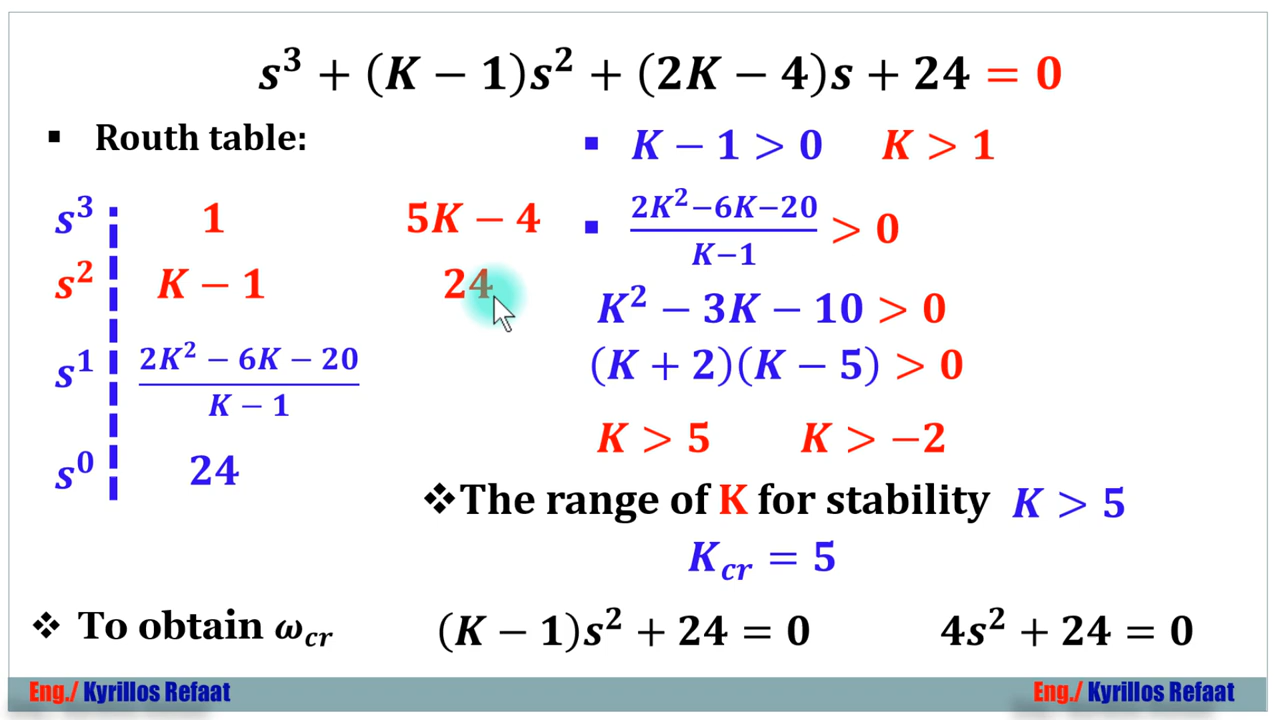 s³ + (K − 1)s² + (2K − 4)s + 24 = 0
▪ Routh table:
s³ 1 5K − 4
s² K − 1 24
s¹ (2K² − 6K − 20)/(K − 1)
s⁰ 24
▪ K − 1 > 0 K > 1
▪ (2K²−6K−20)/(K−1) > 0
K² − 3K − 10 > 0
(K + 2)(K − 5) > 0
K > 5 K > −2
❖The range of K for stability K > 5
K_cr = 5
❖ To obtain ω_cr (K − 1)s² + 24 = 0 4s² + 24 = 0
Eng./ Kyrillos Refaat Eng./ Kyrillos Refaat